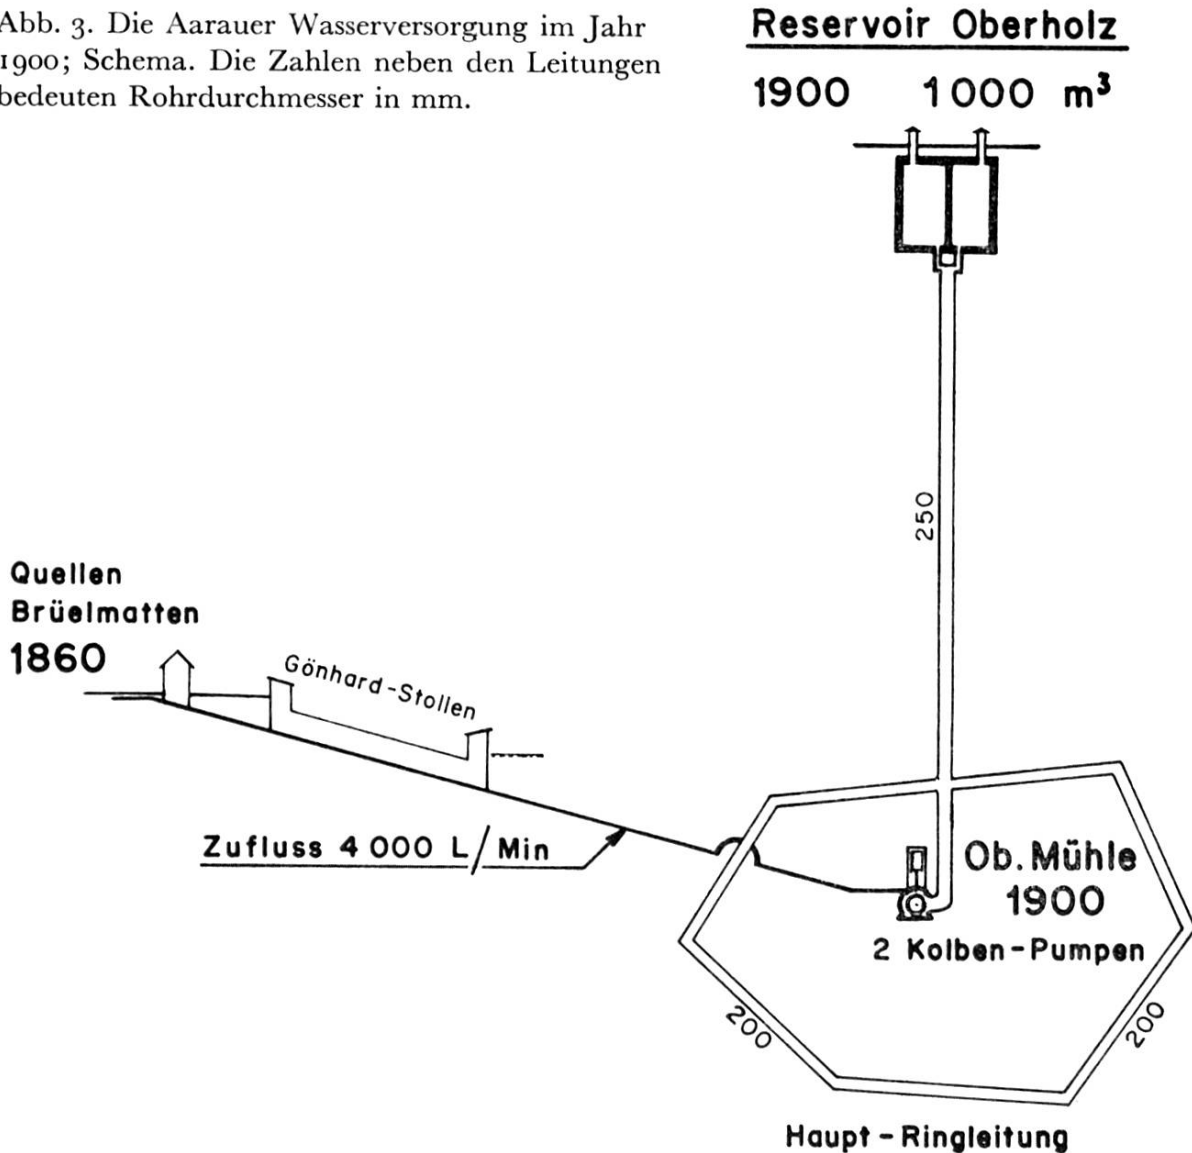 Abb. 3. Die Aarauer Wasserversorgung im Jahr
1900; Schema. Die Zahlen neben den Leitungen
bedeuten Rohrdurchmesser in mm.
Reservoir Oberholz
1900 1000 m³
250
Quellen
Brüelmatten
1860
Gönhard-Stollen
Zufluss 4 000 L/Min
Ob. Mühle
1900
2 Kolben-Pumpen
200
200
Haupt-Ringleitung